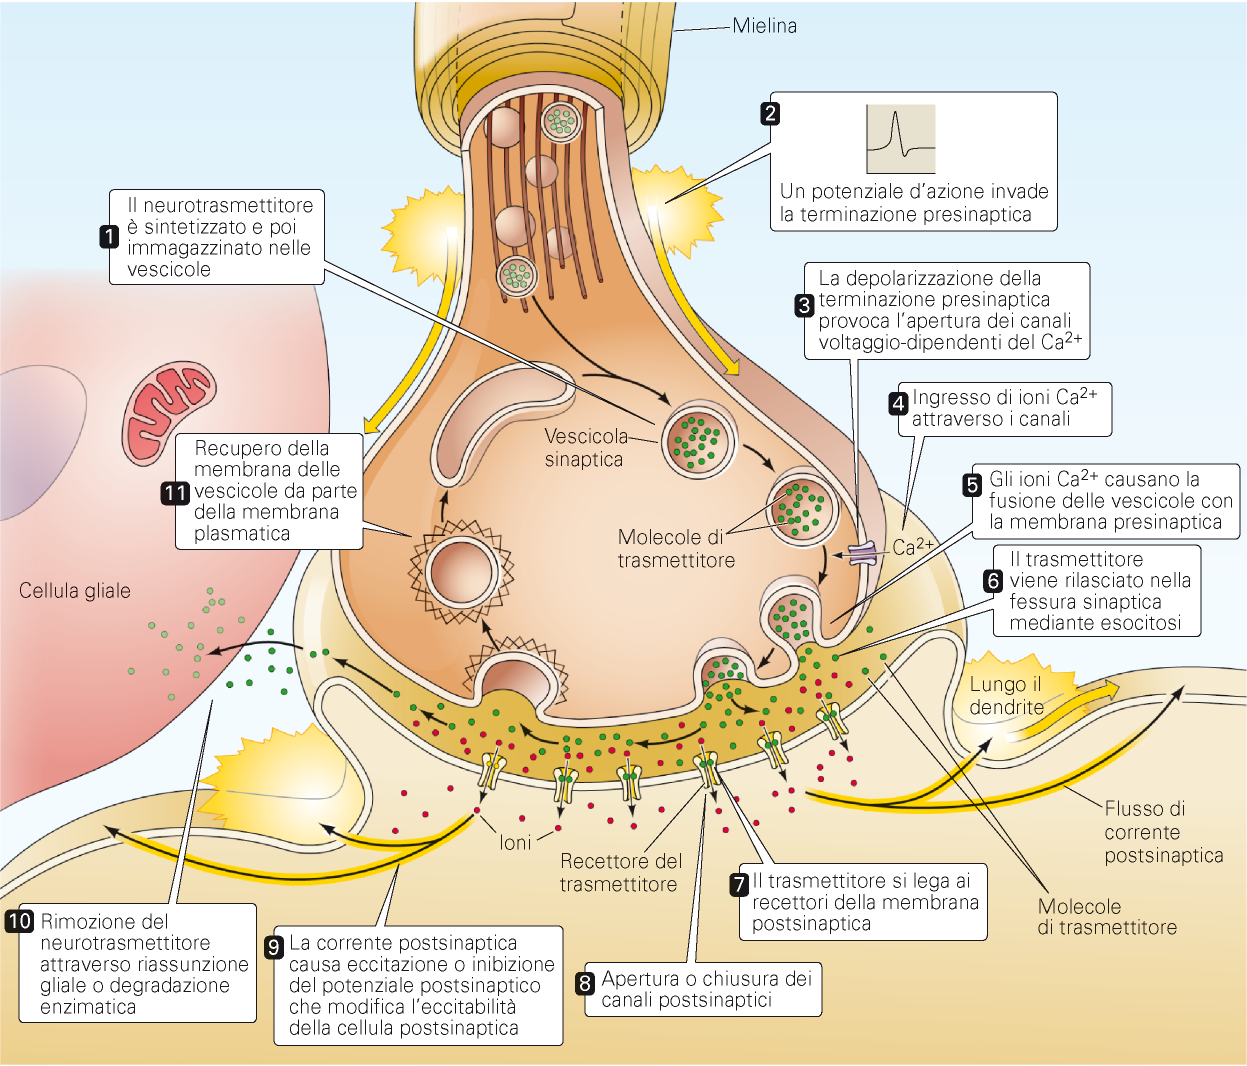 Mielina
2
Un potenziale d'azione invade
la terminazione presinaptica
1
Il neurotrasmettitore
è sintetizzato e poi
immagazzinato nelle
vescicole
3
La depolarizzazione della
terminazione presinaptica
provoca l'apertura dei canali
voltaggio-dipendenti del Ca2+
4
Ingresso di ioni Ca2+
attraverso i canali
Vescicola
sinaptica
11
Recupero della
membrana delle
vescicole da parte
della membrana
plasmatica
5
Gli ioni Ca2+ causano la
fusione delle vescicole con
la membrana presinaptica
Molecole di
trasmettitore
Ca2+
6
Il trasmettitore
viene rilasciato nella
fessura sinaptica
mediante esocitosi
Cellula gliale
Lungo il
dendrite
Flusso di
corrente
postsinaptica
Ioni
Recettore del
trasmettitore
7
Il trasmettitore si lega ai
recettori della membrana
postsinaptica
Molecole
di trasmettitore
10
Rimozione del
neurotrasmettitore
attraverso riassunzione
gliale o degradazione
enzimatica
9
La corrente postsinaptica
causa eccitazione o inibizione
del potenziale postsinaptico
che modifica l'eccitabilità
della cellula postsinaptica
8
Apertura o chiusura dei
canali postsinaptici